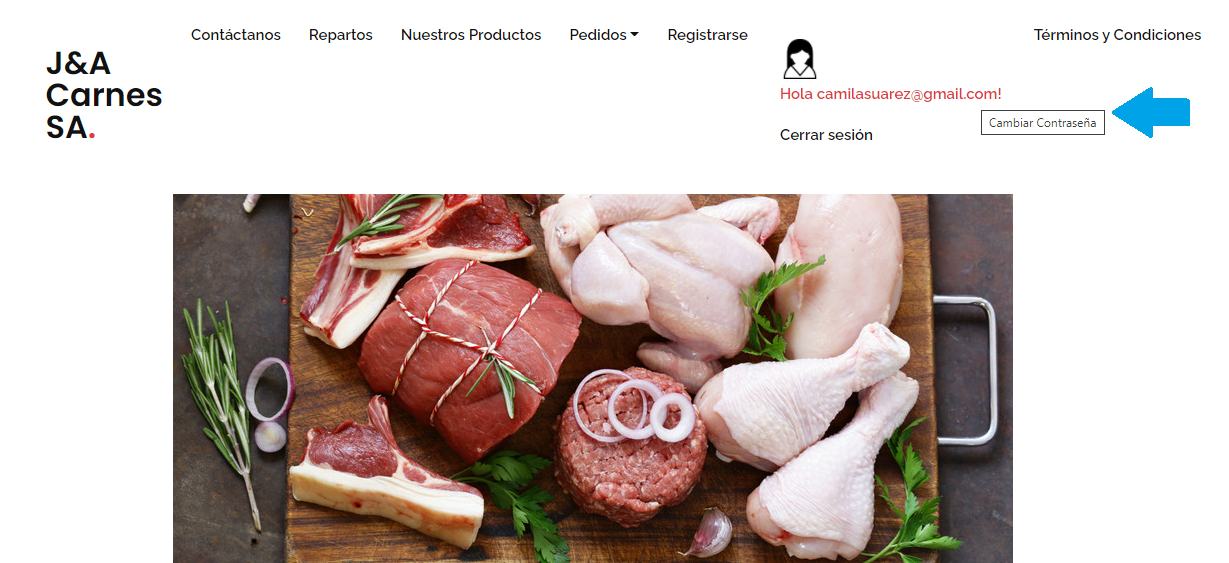 Contáctanos
Repartos
Nuestros Productos
Pedidos
Registrarse
Términos y Condiciones
J&A
Carnes
SA.
Hola camilasuarez@gmail.com!
Cambiar Contraseña
Cerrar sesión